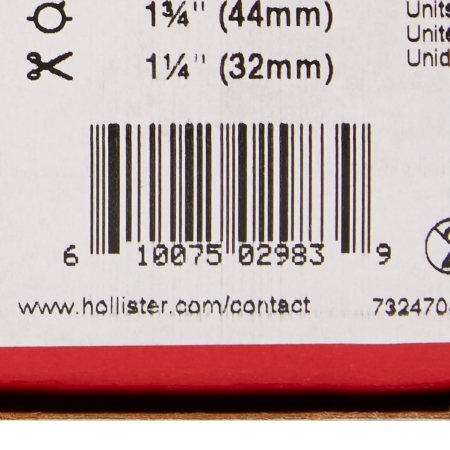 1¾" (44mm)
1¼" (32mm)
Units
Unite
Unid
6 10075 02983 9
www.hollister.com/contact
732470